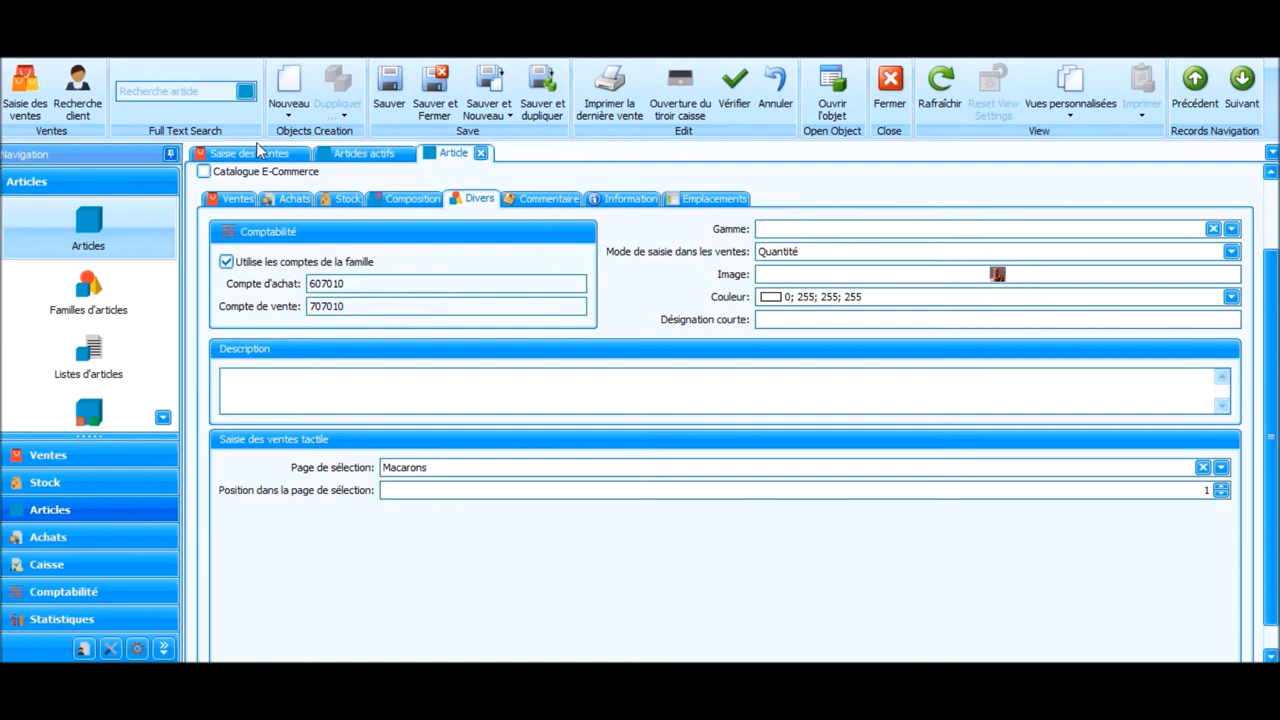 Saisie des ventes
Recherche client
Ventes
Recherche article
Full Text Search
Nouveau
Duppliquer ...
Objects Creation
Sauver
Sauver et Fermer
Sauver et Nouveau
Sauver et dupliquer
Save
Imprimer la dernière vente
Ouverture du tiroir caisse
Vérifier
Annuler
Edit
Ouvrir l'objet
Open Object
Fermer
Close
Rafraîchir
Reset View Settings
Vues personnalisées
Imprimer
View
Précédent
Suivant
Records Navigation
Navigation
Saisie des ventes
Articles actifs
Article
Articles
Catalogue E-Commerce
Articles
Familles d'articles
Listes d'articles
Ventes
Stock
Articles
Achats
Caisse
Comptabilité
Statistiques
Ventes
Achats
Stock
Composition
Divers
Commentaire
Information
Emplacements
Comptabilité
Utilise les comptes de la famille
Compte d'achat: 607010
Compte de vente: 707010
Gamme:
Mode de saisie dans les ventes: Quantité
Image:
Couleur: 0; 255; 255; 255
Désignation courte:
Description
Saisie des ventes tactile
Page de sélection: Macarons
Position dans la page de sélection: 1